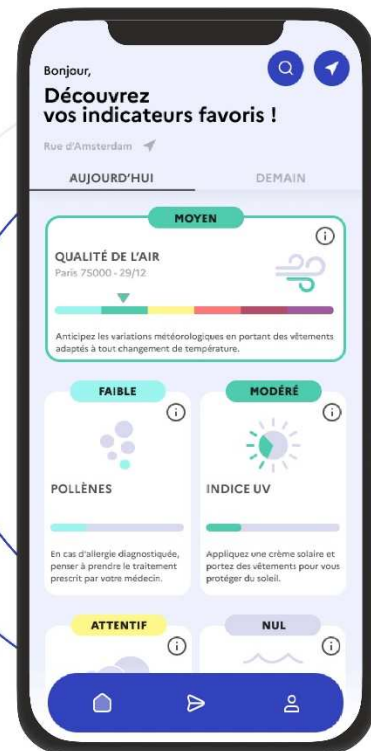 Bonjour,
Découvrez
vos indicateurs favoris !
Rue d'Amsterdam
AUJOURD'HUI
DEMAIN
MOYEN
QUALITÉ DE L'AIR
Paris 75000 - 29/12
Anticipez les variations météorologiques en portant des vêtements
adaptés à tout changement de température.
FAIBLE
POLLÈNES
En cas d'allergie diagnostiquée,
penser à prendre le traitement
prescrit par votre médecin.
MODÉRÉ
INDICE UV
Appliquez une crème solaire et
portez des vêtements pour vous
protéger du soleil.
ATTENTIF
NUL